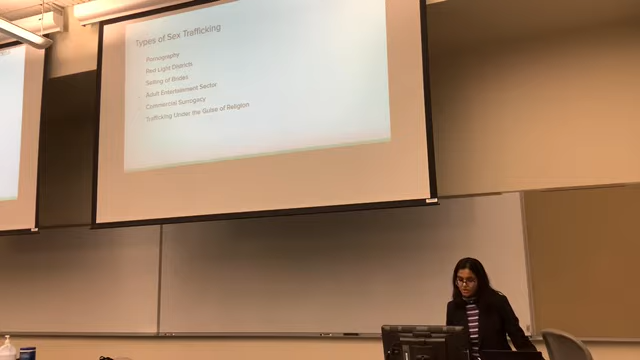 Types of Sex Trafficking
Pornography
Red Light Districts
Selling of Brides
Adult Entertainment Sector
Commercial Surrogacy
Trafficking Under the Guise of Religion